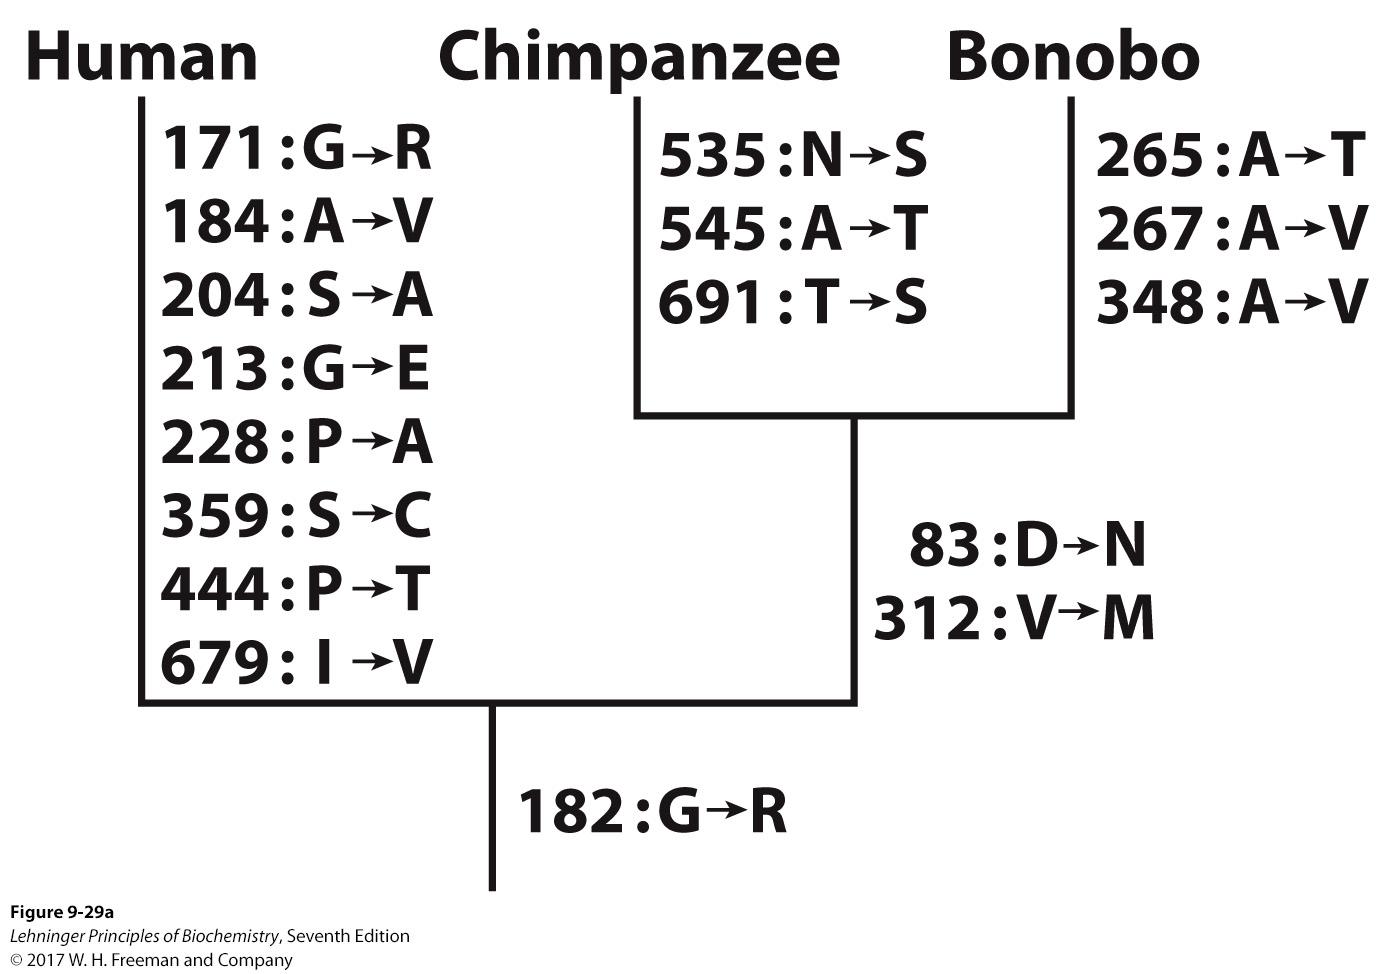 Human
Chimpanzee
Bonobo
171:G→R
184:A→V
204:S→A
213:G→E
228:P→A
359:S→C
444:P→T
679:I→V
535:N→S
545:A→T
691:T→S
265:A→T
267:A→V
348:A→V
83:D→N
312:V→M
182:G→R
Figure 9-29a
Lehninger Principles of Biochemistry, Seventh Edition
© 2017 W. H. Freeman and Company